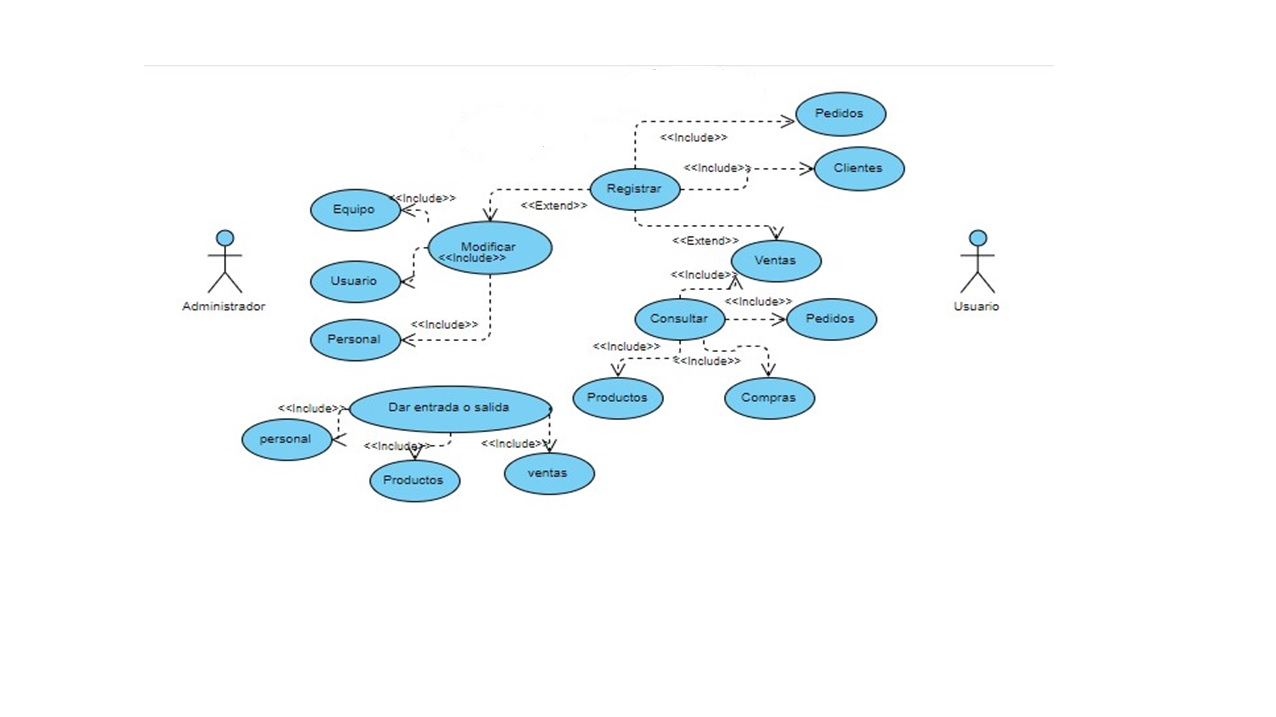 Pedidos
<<Include>>
<<Include>>
Clientes
Registrar
<<Include>>
<<Extend>>
Equipo
<<Extend>>
Modificar
<<Include>>
Ventas
<<Include>>
Usuario
<<Include>>
Administrador
Usuario
Consultar
Pedidos
<<Include>>
Personal
<<Include>>
<<Include>>
Productos
Compras
<<Include>>
Dar entrada o salida
personal
<<Include>>
<<Include>>
Productos
ventas